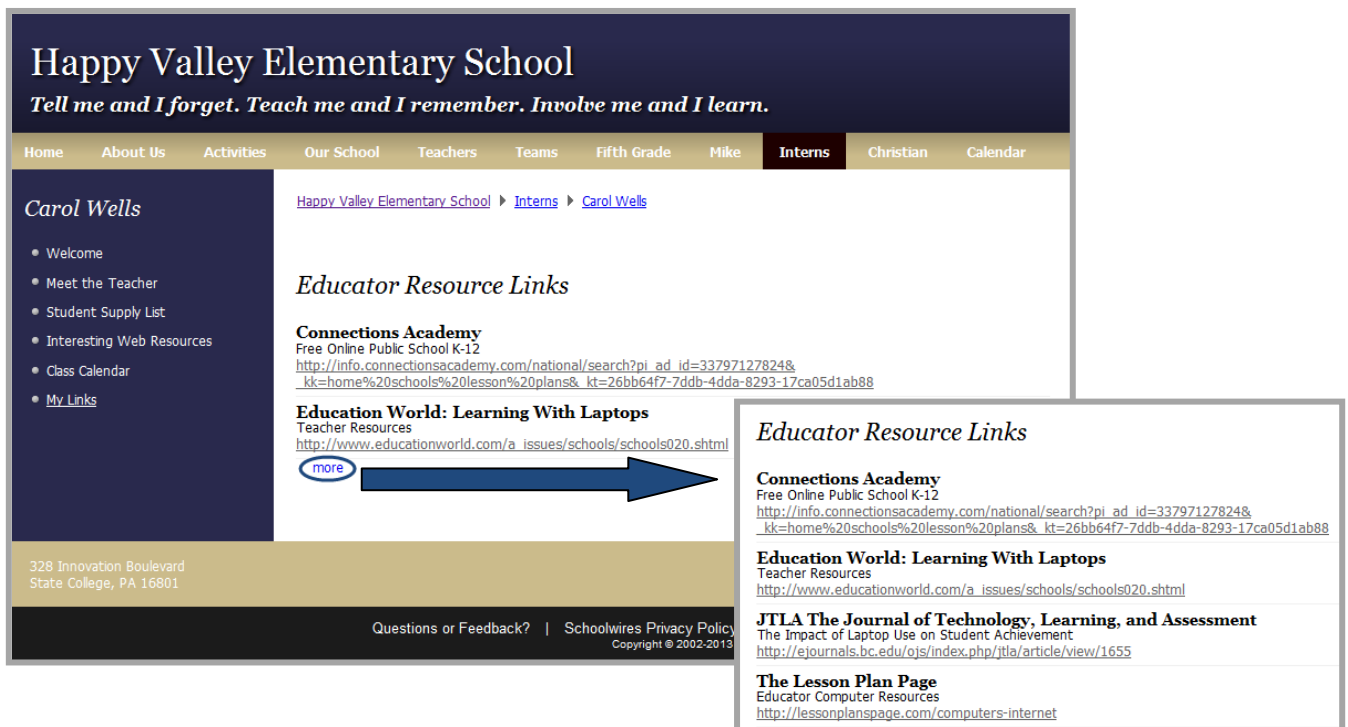 Happy Valley Elementary School
Tell me and I forget. Teach me and I remember. Involve me and I learn.
Home About Us Activities Our School Teachers Teams Fifth Grade Mike Interns Christian Calendar
Carol Wells
Welcome
Meet the Teacher
Student Supply List
Interesting Web Resources
Class Calendar
My Links
Happy Valley Elementary School Interns Carol Wells
Educator Resource Links
Connections Academy
Free Online Public School K-12
http://info.connectionsacademy.com/national/search?pi_ad_id=33797127824&
_kk=home%20schools%20lesson%20plans&_kt=26bb64f7-7ddb-4dda-8293-17ca05d1ab88
Education World: Learning With Laptops
Teacher Resources
http://www.educationworld.com/a_issues/schools/schools020.shtml
more
328 Innovation Boulevard
State College, PA 16801
Questions or Feedback? | Schoolwires Privacy Policy
Copyright © 2002-2013
Educator Resource Links
Connections Academy
Free Online Public School K-12
http://info.connectionsacademy.com/national/search?pi_ad_id=33797127824&
_kk=home%20schools%20lesson%20plans&_kt=26bb64f7-7ddb-4dda-8293-17ca05d1ab88
Education World: Learning With Laptops
Teacher Resources
http://www.educationworld.com/a_issues/schools/schools020.shtml
JTLA The Journal of Technology, Learning, and Assessment
The Impact of Laptop Use on Student Achievement
http://ejournals.bc.edu/ojs/index.php/jtla/article/view/1655
The Lesson Plan Page
Educator Computer Resources
http://lessonplanspage.com/computers-internet